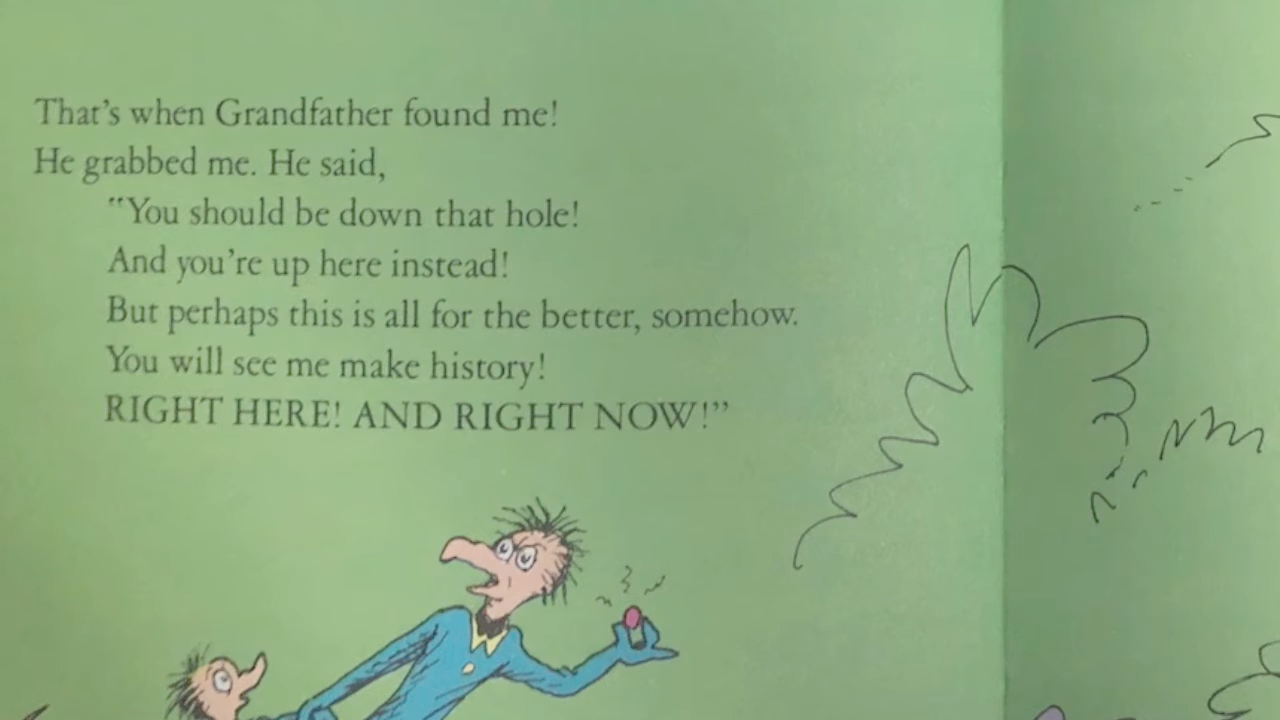 That's when Grandfather found me!
He grabbed me. He said,
“You should be down that hole!
And you're up here instead!
But perhaps this is all for the better, somehow.
You will see me make history!
RIGHT HERE! AND RIGHT NOW!”